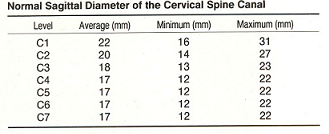 Normal Sagittal Diameter of the Cervical Spine Canal
Level Average (mm) Minimum (mm) Maximum (mm)
C1 22 16 31
C2 20 14 27
C3 18 13 23
C4 17 12 22
C5 17 12 22
C6 17 12 22
C7 17 12 22